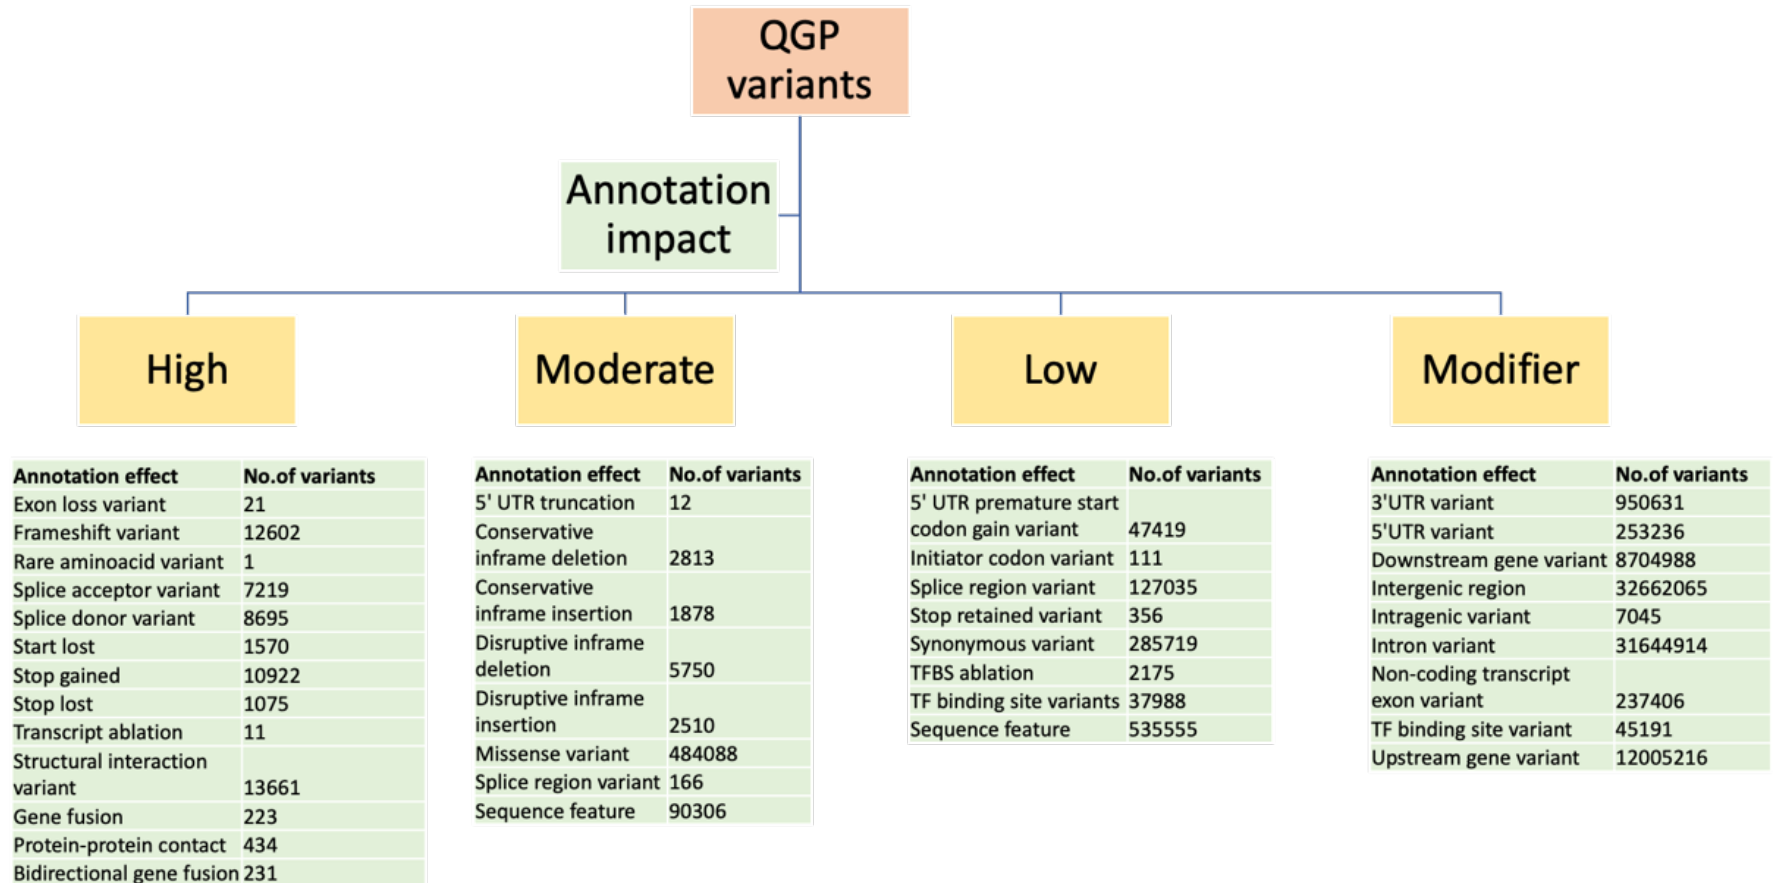 QGP
variants
Annotation
impact
High
Moderate
Low
Modifier
Annotation effect No.of variants
Exon loss variant 21
Frameshift variant 12602
Rare aminoacid variant 1
Splice acceptor variant 7219
Splice donor variant 8695
Start lost 1570
Stop gained 10922
Stop lost 1075
Transcript ablation 11
Structural interaction
variant 13661
Gene fusion 223
Protein-protein contact 434
Bidirectional gene fusion 231
Annotation effect No.of variants
5' UTR truncation 12
Conservative
inframe deletion 2813
Conservative
inframe insertion 1878
Disruptive inframe
deletion 5750
Disruptive inframe
insertion 2510
Missense variant 484088
Splice region variant 166
Sequence feature 90306
Annotation effect No.of variants
5' UTR premature start
codon gain variant 47419
Initiator codon variant 111
Splice region variant 127035
Stop retained variant 356
Synonymous variant 285719
TFBS ablation 2175
TF binding site variants 37988
Sequence feature 535555
Annotation effect No.of variants
3'UTR variant 950631
5'UTR variant 253236
Downstream gene variant 8704988
Intergenic region 32662065
Intragenic variant 7045
Intron variant 31644914
Non-coding transcript
exon variant 237406
TF binding site variant 45191
Upstream gene variant 12005216